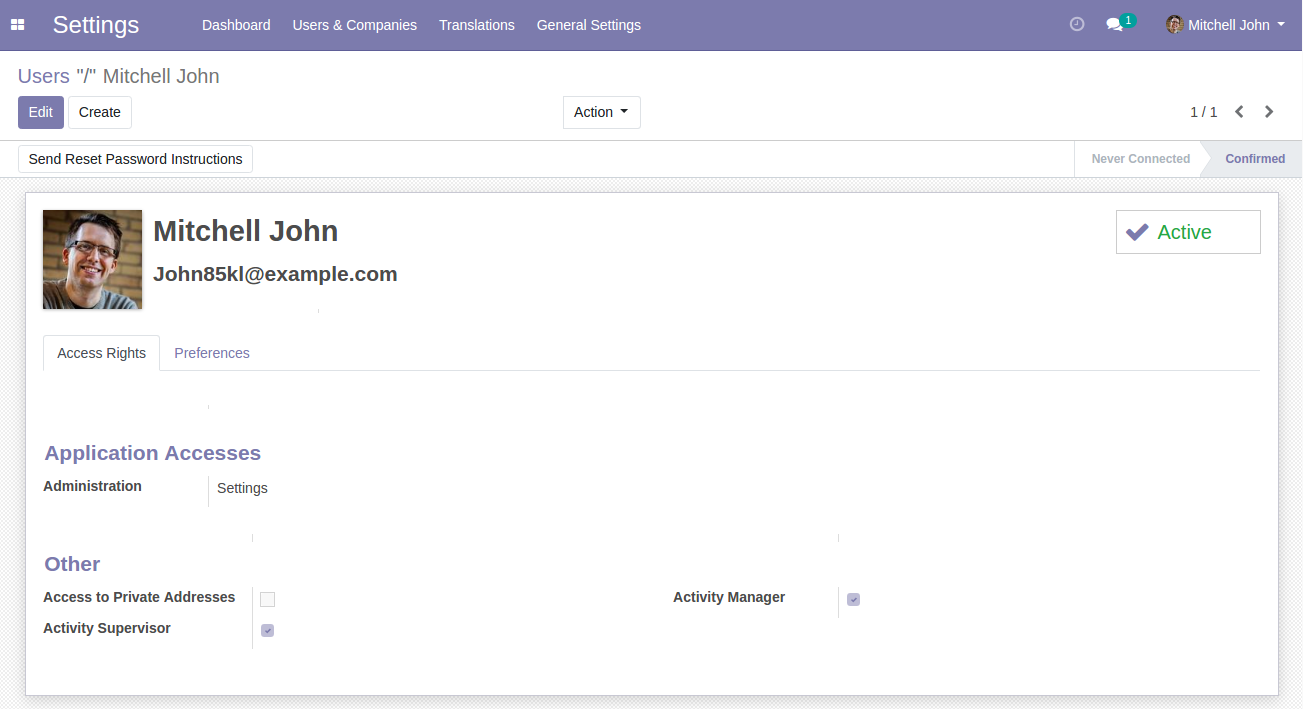 Settings Dashboard Users & Companies Translations General Settings 1 Mitchell John
Users "/" Mitchell John
Edit Create Action 1 / 1
Send Reset Password Instructions Never Connected Confirmed
Mitchell John Active
John85kl@example.com
Access Rights Preferences
Application Accesses
Administration Settings
Other
Access to Private Addresses Activity Manager
Activity Supervisor